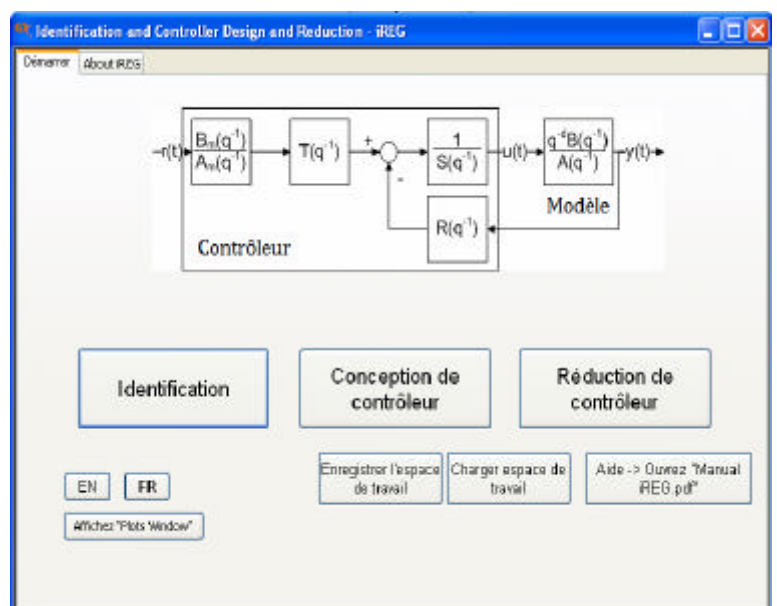 Identification and Controller Design and Reduction - iREG
Démarrer About iREG
Bₘ(q⁻¹)
Aₘ(q⁻¹)
r(t)
T(q⁻¹)
+
-
1
S(q⁻¹)
u(t)
q⁻ᵈB(q⁻¹)
A(q⁻¹)
y(t)
R(q⁻¹)
Modèle
Contrôleur
Identification
Conception de
contrôleur
Réduction de
contrôleur
Enregistrer l'espace
de travail
Charger espace de
travail
Aide -> Ouvrez "Manual
iREG.pdf"
EN FR
Affichez "Plots Window"